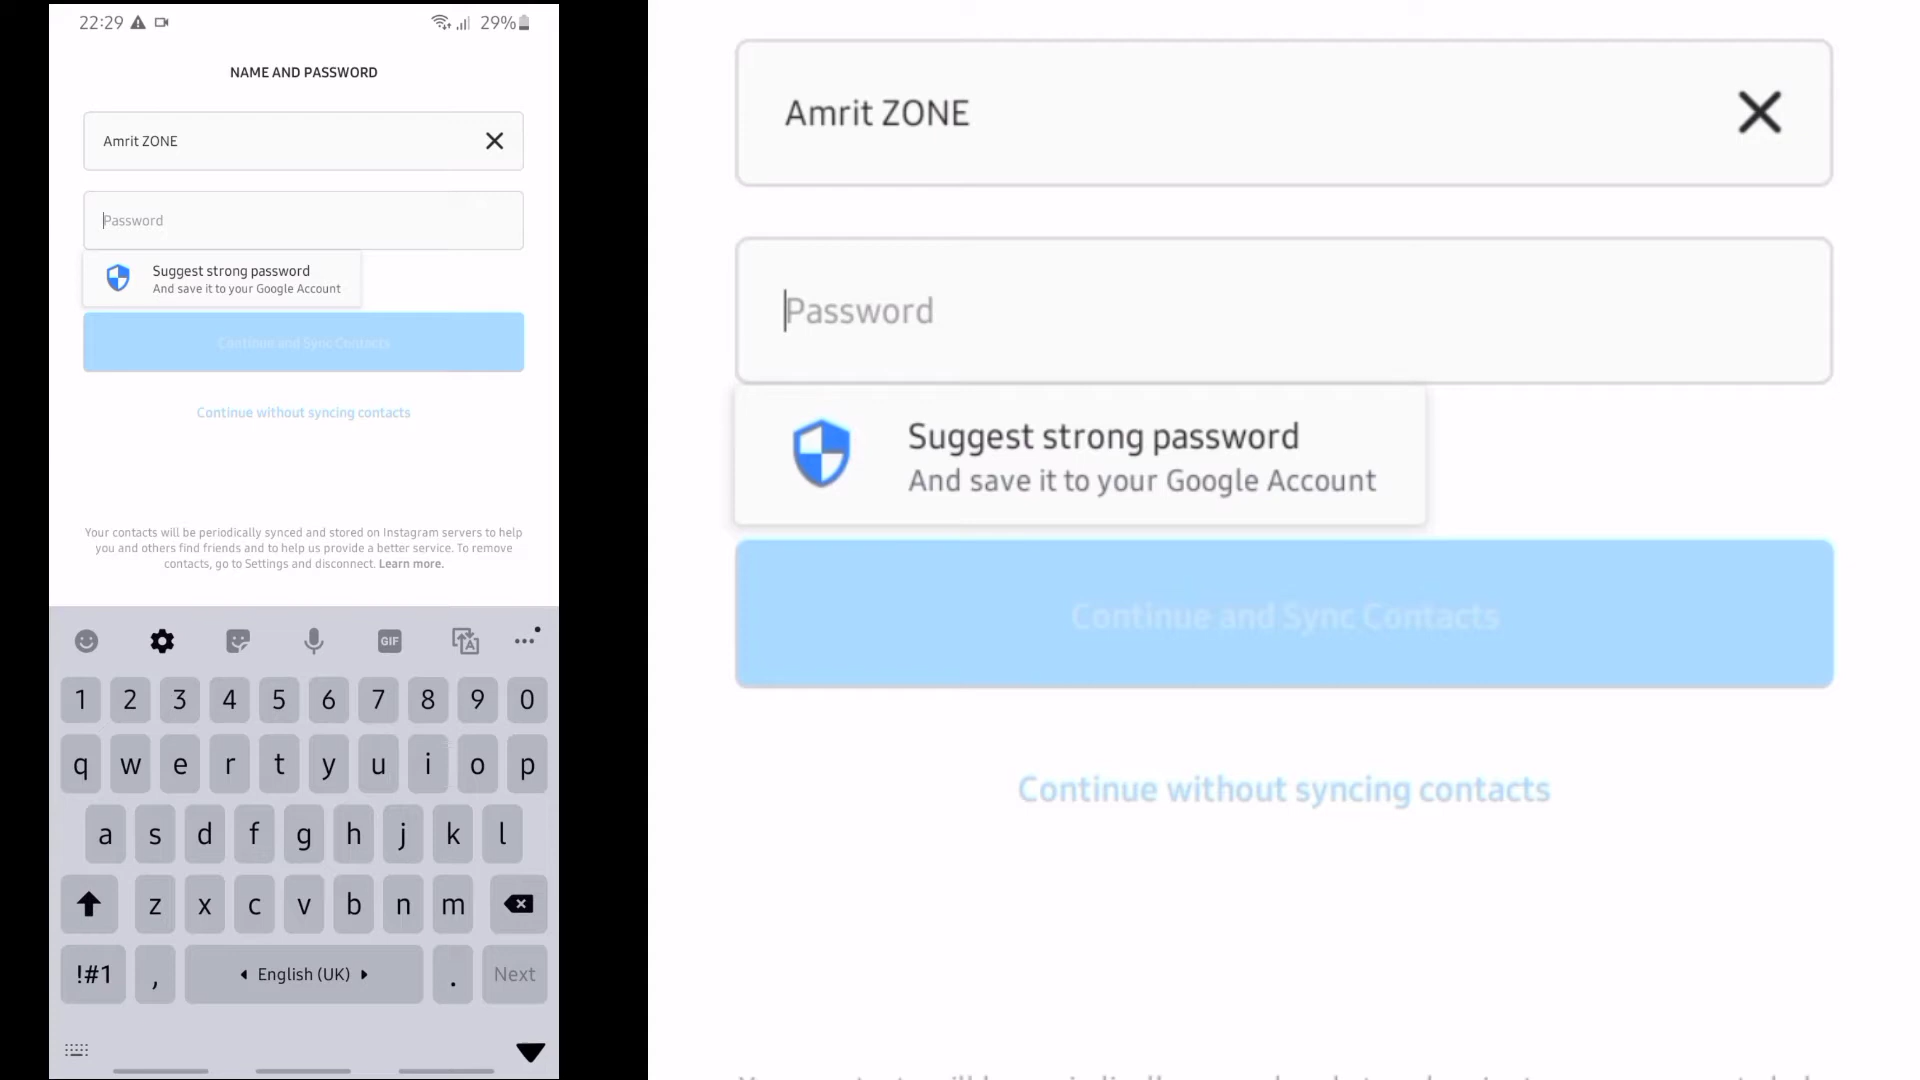 22:29
29%
NAME AND PASSWORD
Amrit ZONE
Password
Suggest strong password
And save it to your Google Account
Continue and Sync Contacts
Continue without syncing contacts
Your contacts will be periodically synced and stored on Instagram servers to help
you and others find friends and to help us provide a better service. To remove
contacts, go to Settings and disconnect. Learn more.
GIF
1 2 3 4 5 6 7 8 9 0
q w e r t y u i o p
a s d f g h j k l
z x c v b n m
!#1 , English (UK) . Next
Amrit ZONE
Password
Suggest strong password
And save it to your Google Account
Continue and Sync Contacts
Continue without syncing contacts